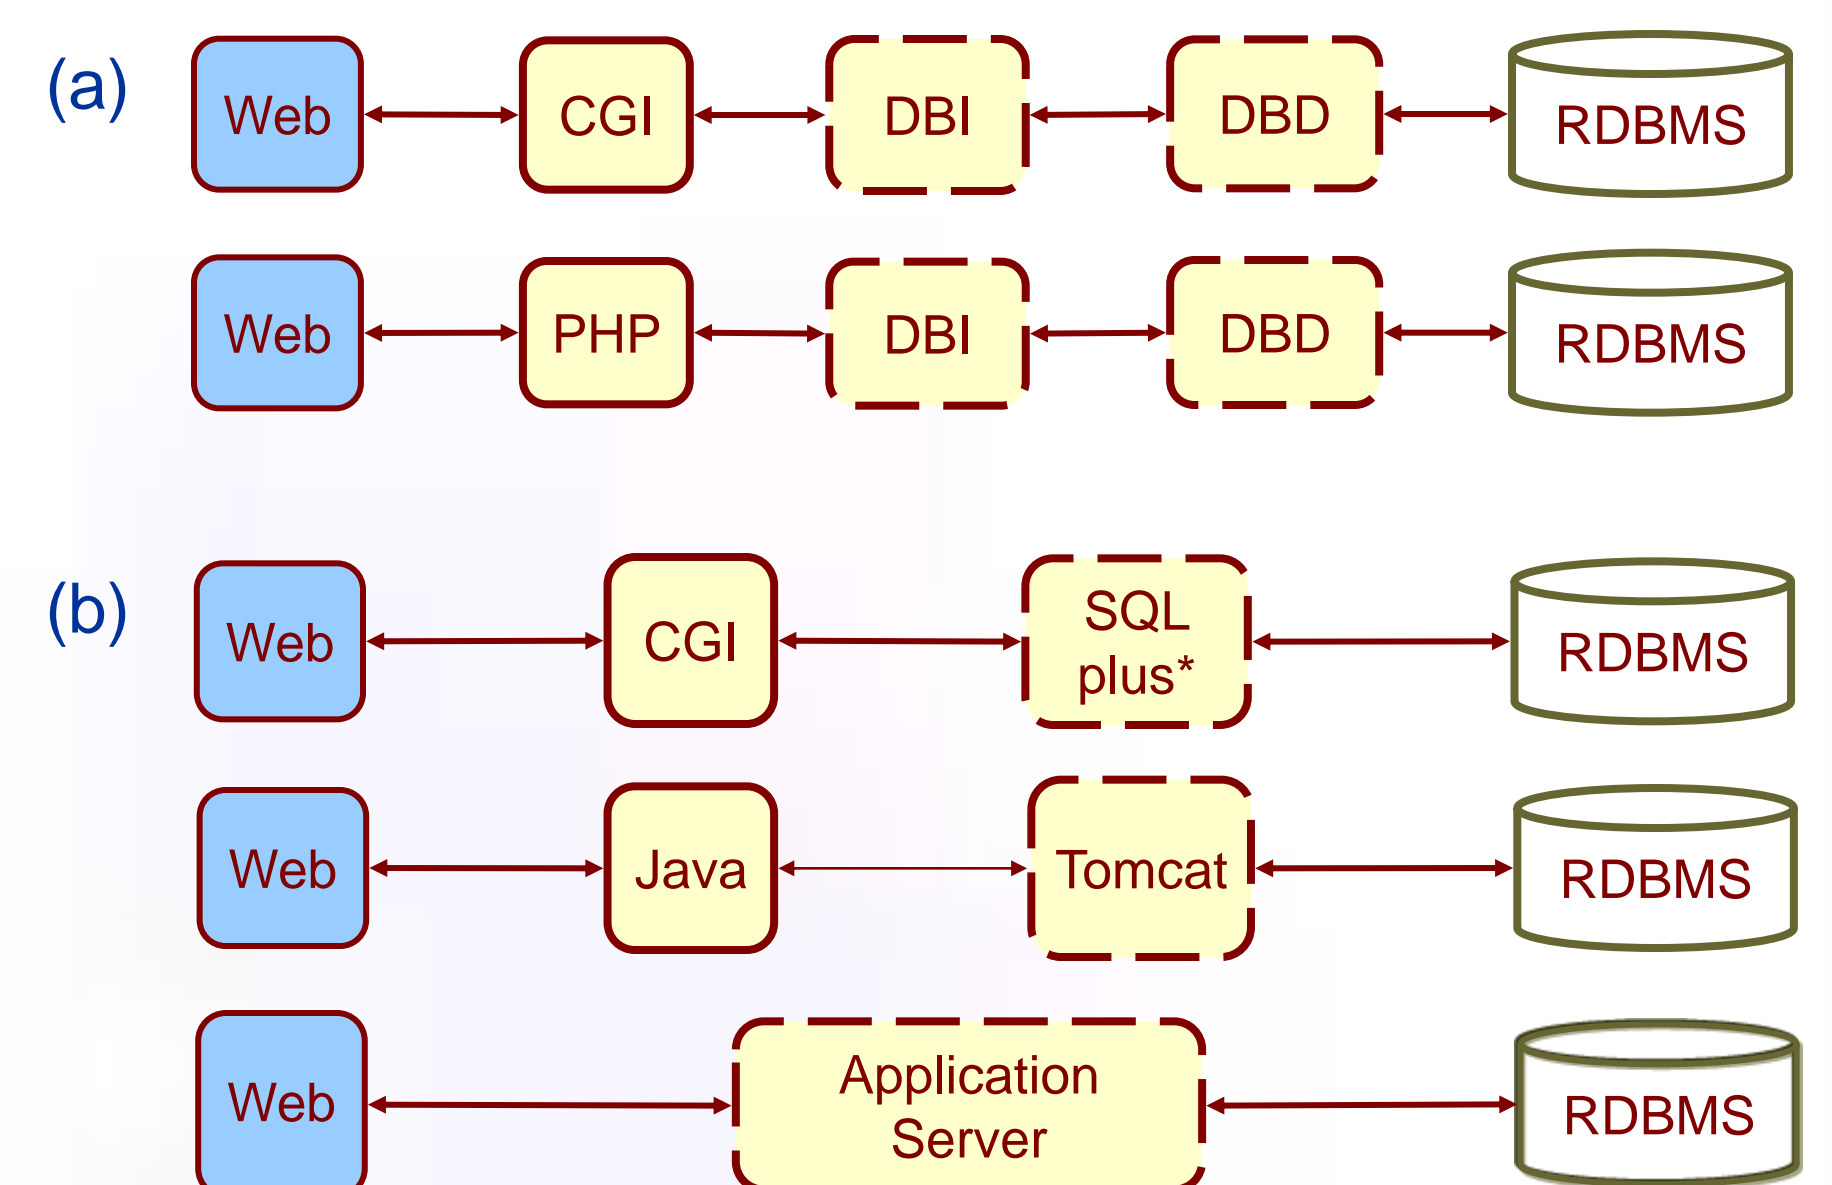 (a)
Web CGI DBI DBD RDBMS
Web PHP DBI DBD RDBMS
(b)
Web CGI SQL plus* RDBMS
Web Java Tomcat RDBMS
Web Application Server RDBMS